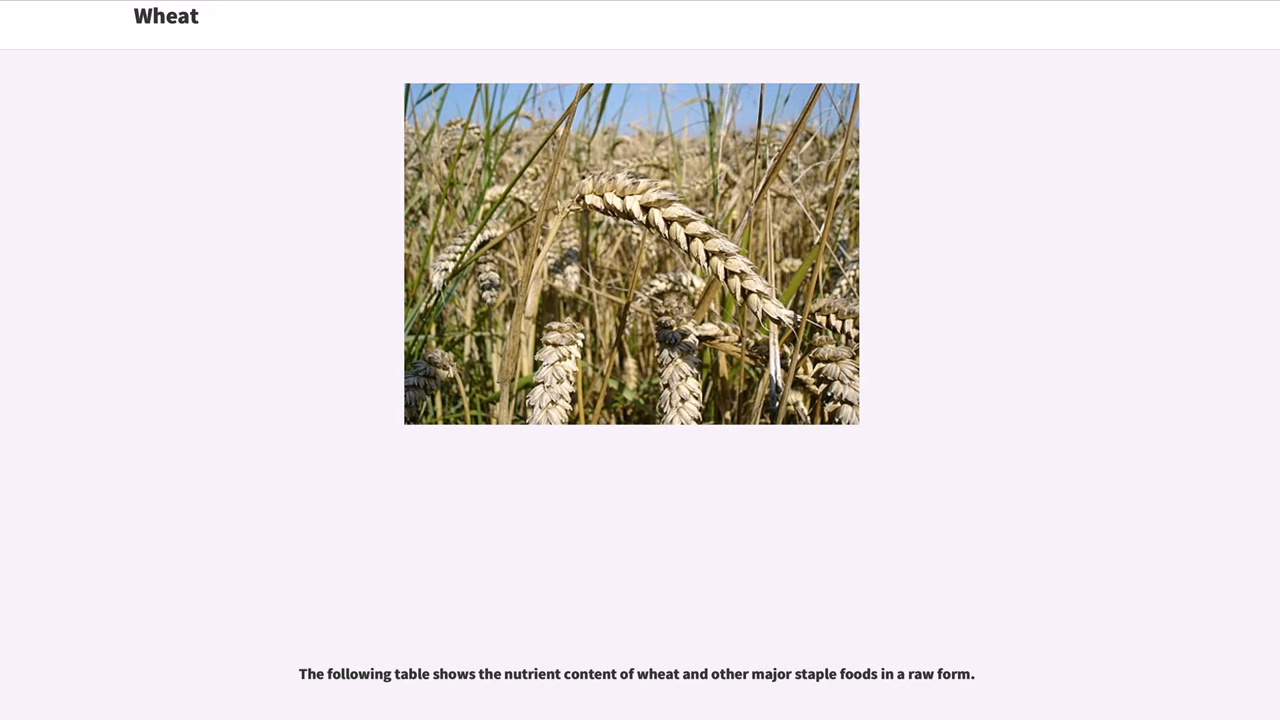 Wheat
The following table shows the nutrient content of wheat and other major staple foods in a raw form.